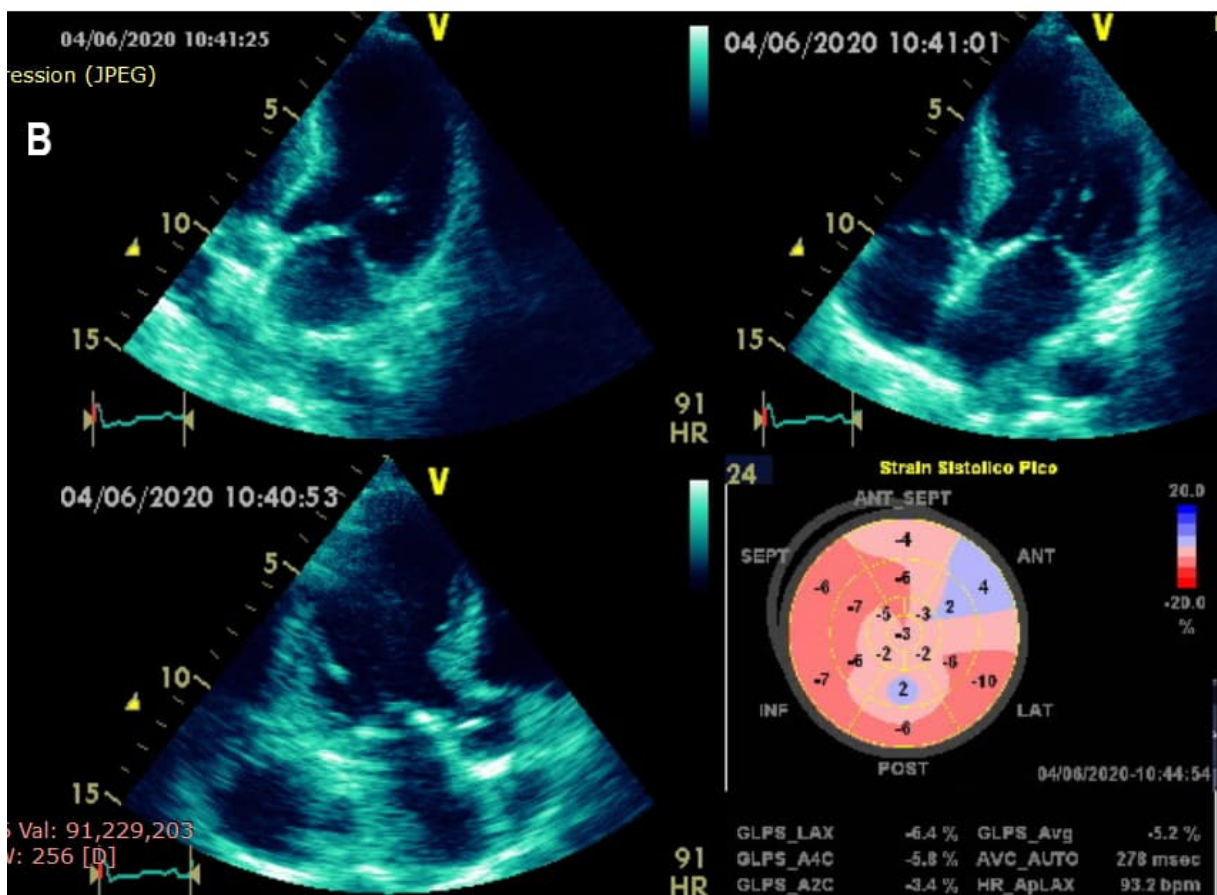 04/06/2020 10:41:25
V
ression (JPEG)
B
5
10
15
91
HR
04/06/2020 10:41:01
V
5
10
15
04/06/2020 10:40:53
V
5
10
15
Val: 91,229,203
W: 256 [D]
91
HR
24
Strain Sistolico Pico
ANT_SEPT
20.0
SEPT
ANT
-20.0
%
-4
-6
4
-6
-7
-5
-3
2
-3
-2
-2
-6
-6
-7
-10
2
-6
INF
LAT
POST
04/06/2020-10:44:54
GLPS_LAX -6.4 % GLPS_Avg -5.2 %
GLPS_A4C -5.8 % AVC_AUTO 278 msec
GLPS_A2C -3.4 % HR_ApLAX 93.2 bpm